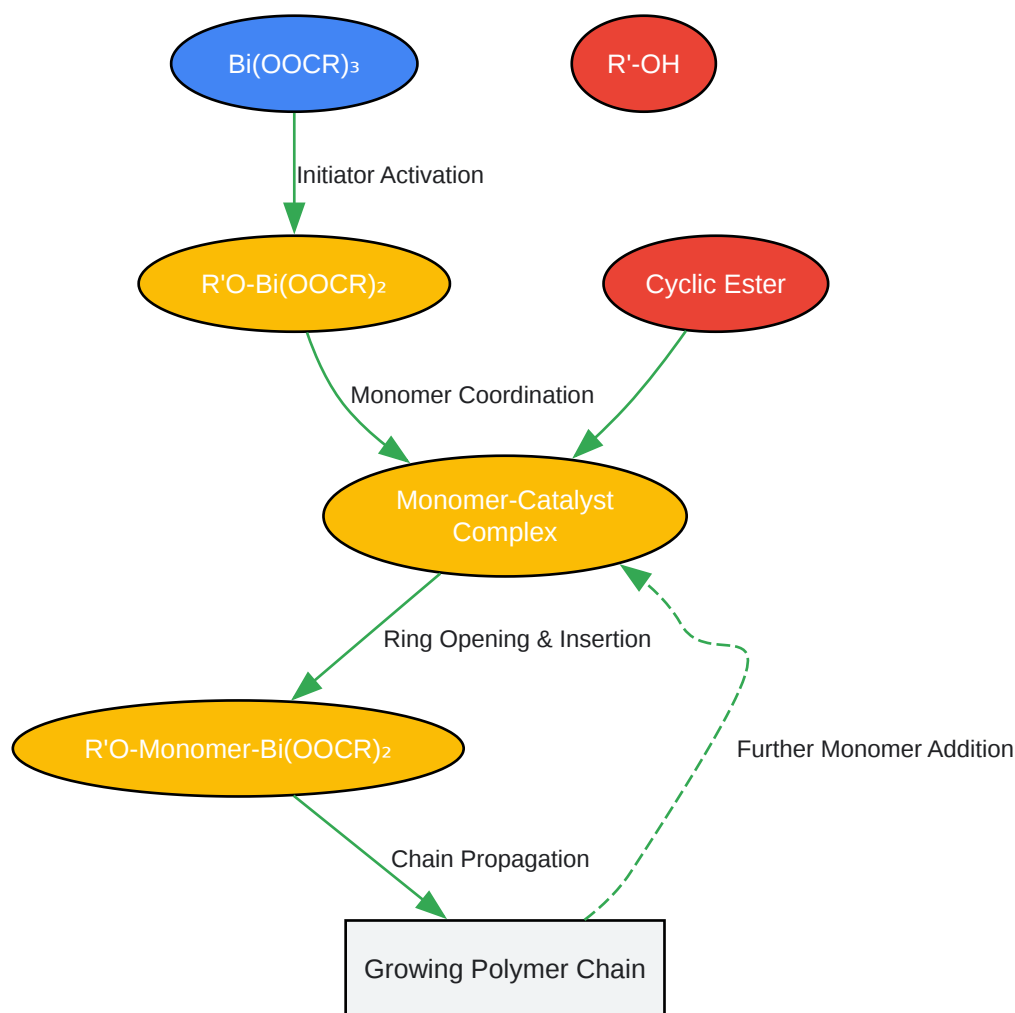 Bi(OOCR)₃
R'-OH
Initiator Activation
R'O-Bi(OOCR)₂
Cyclic Ester
Monomer Coordination
Monomer-Catalyst
Complex
Ring Opening & Insertion
R'O-Monomer-Bi(OOCR)₂
Further Monomer Addition
Chain Propagation
Growing Polymer Chain